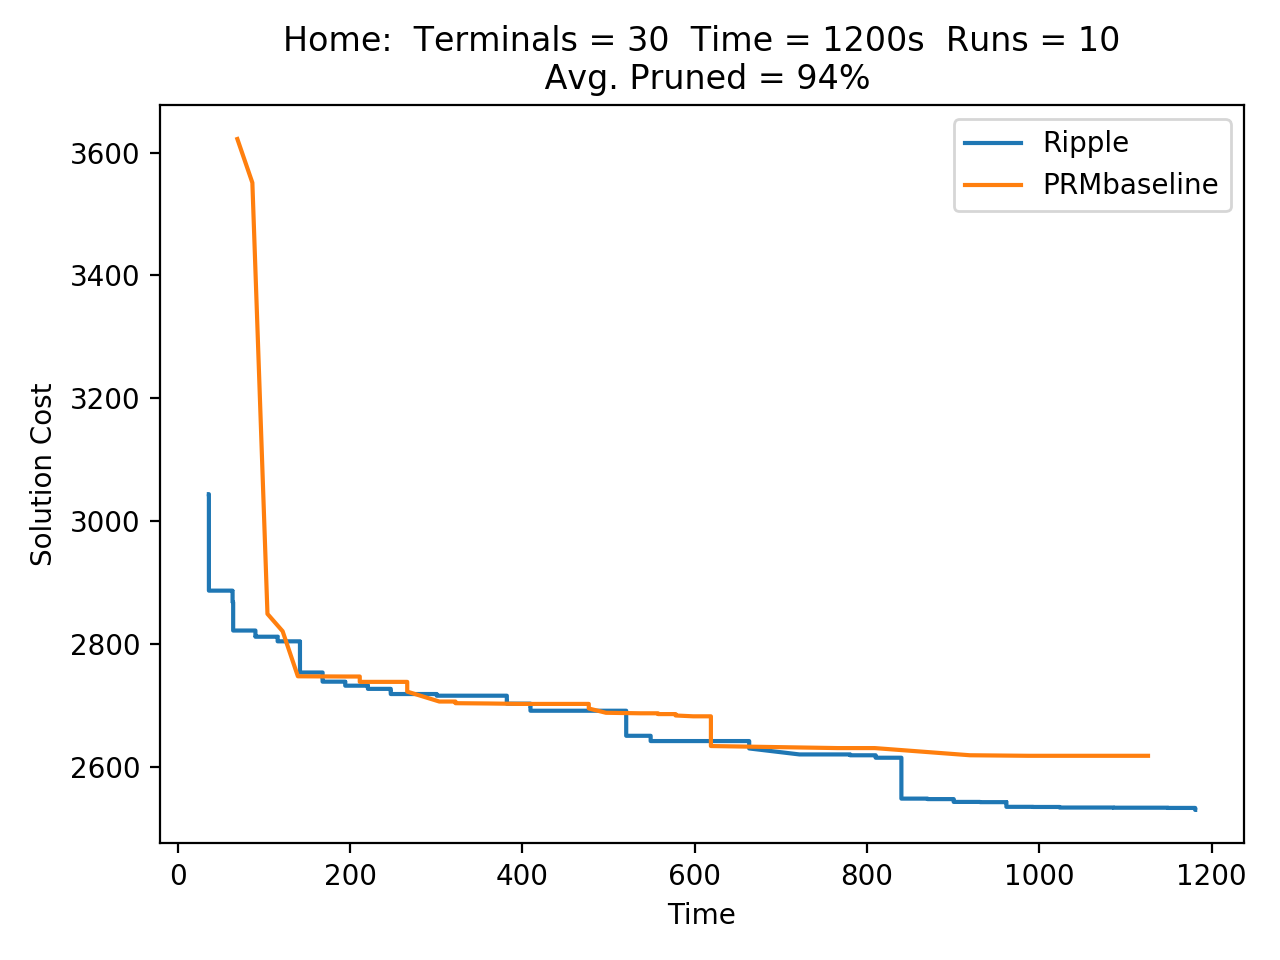 Home:  Terminals = 30  Time = 1200s  Runs = 10
Avg. Pruned = 94%
Ripple
PRMbaseline
3600
3400
3200
3000
2800
2600
Solution Cost
0 200 400 600 800 1000 1200
Time